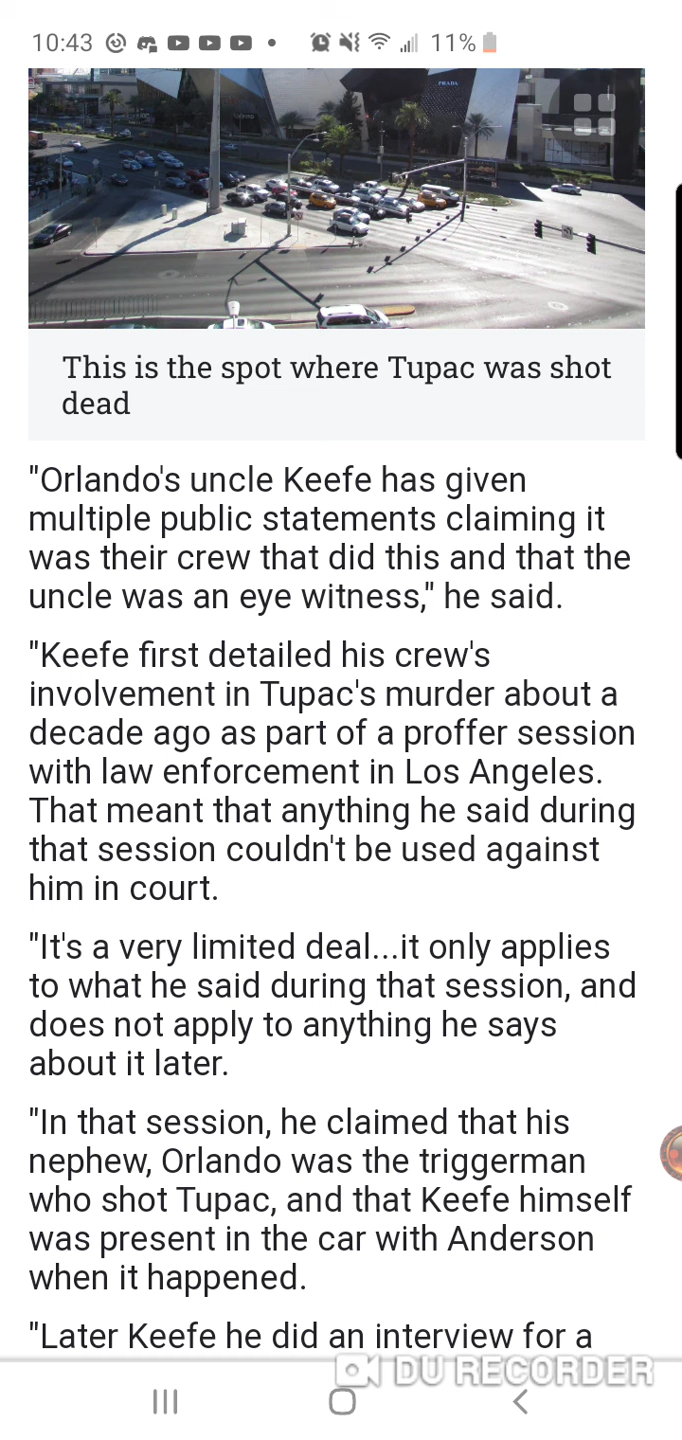 10:43
11%
PRADA
This is the spot where Tupac was shot
dead
"Orlando's uncle Keefe has given
multiple public statements claiming it
was their crew that did this and that the
uncle was an eye witness," he said.
"Keefe first detailed his crew's
involvement in Tupac's murder about a
decade ago as part of a proffer session
with law enforcement in Los Angeles.
That meant that anything he said during
that session couldn't be used against
him in court.
"It's a very limited deal...it only applies
to what he said during that session, and
does not apply to anything he says
about it later.
"In that session, he claimed that his
nephew, Orlando was the triggerman
who shot Tupac, and that Keefe himself
was present in the car with Anderson
when it happened.
"Later Keefe he did an interview for a
DU RECORDER